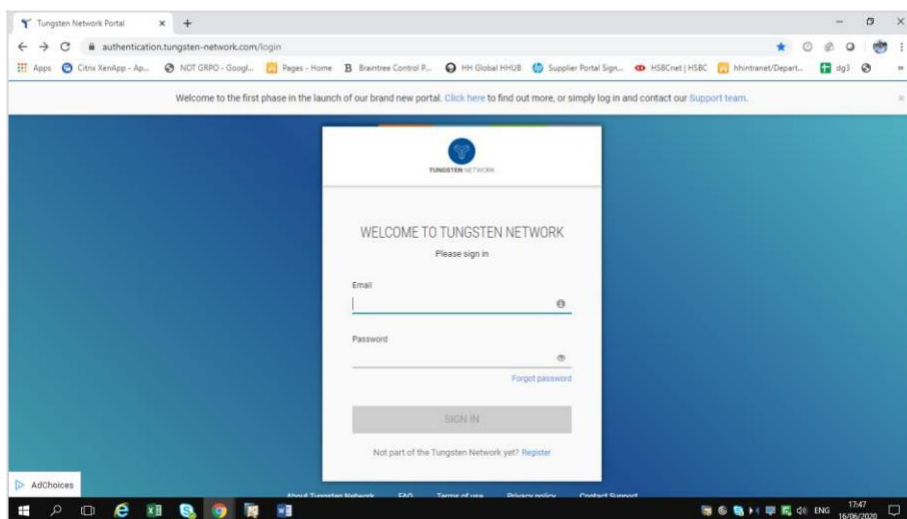 Tungsten Network Portal
authentication.tungsten-network.com/login
Apps Citrix XenApp - Ap... NOT GRPO - Googl... Pages - Home Braintree Control P... HH Global HHUB Supplier Portal Sign... HSBCnet | HSBC hhintranet/Depart... dg3
Welcome to the first phase in the launch of our brand new portal. Click here to find out more, or simply log in and contact our Support team.
TUNGSTEN NETWORK
WELCOME TO TUNGSTEN NETWORK
Please sign in
Email
Password
Forgot password
SIGN IN
Not part of the Tungsten Network yet? Register
AdChoices
About Tungsten Network FAQ Terms of use Privacy policy Contact Support
ENG
17:47
16/06/2020